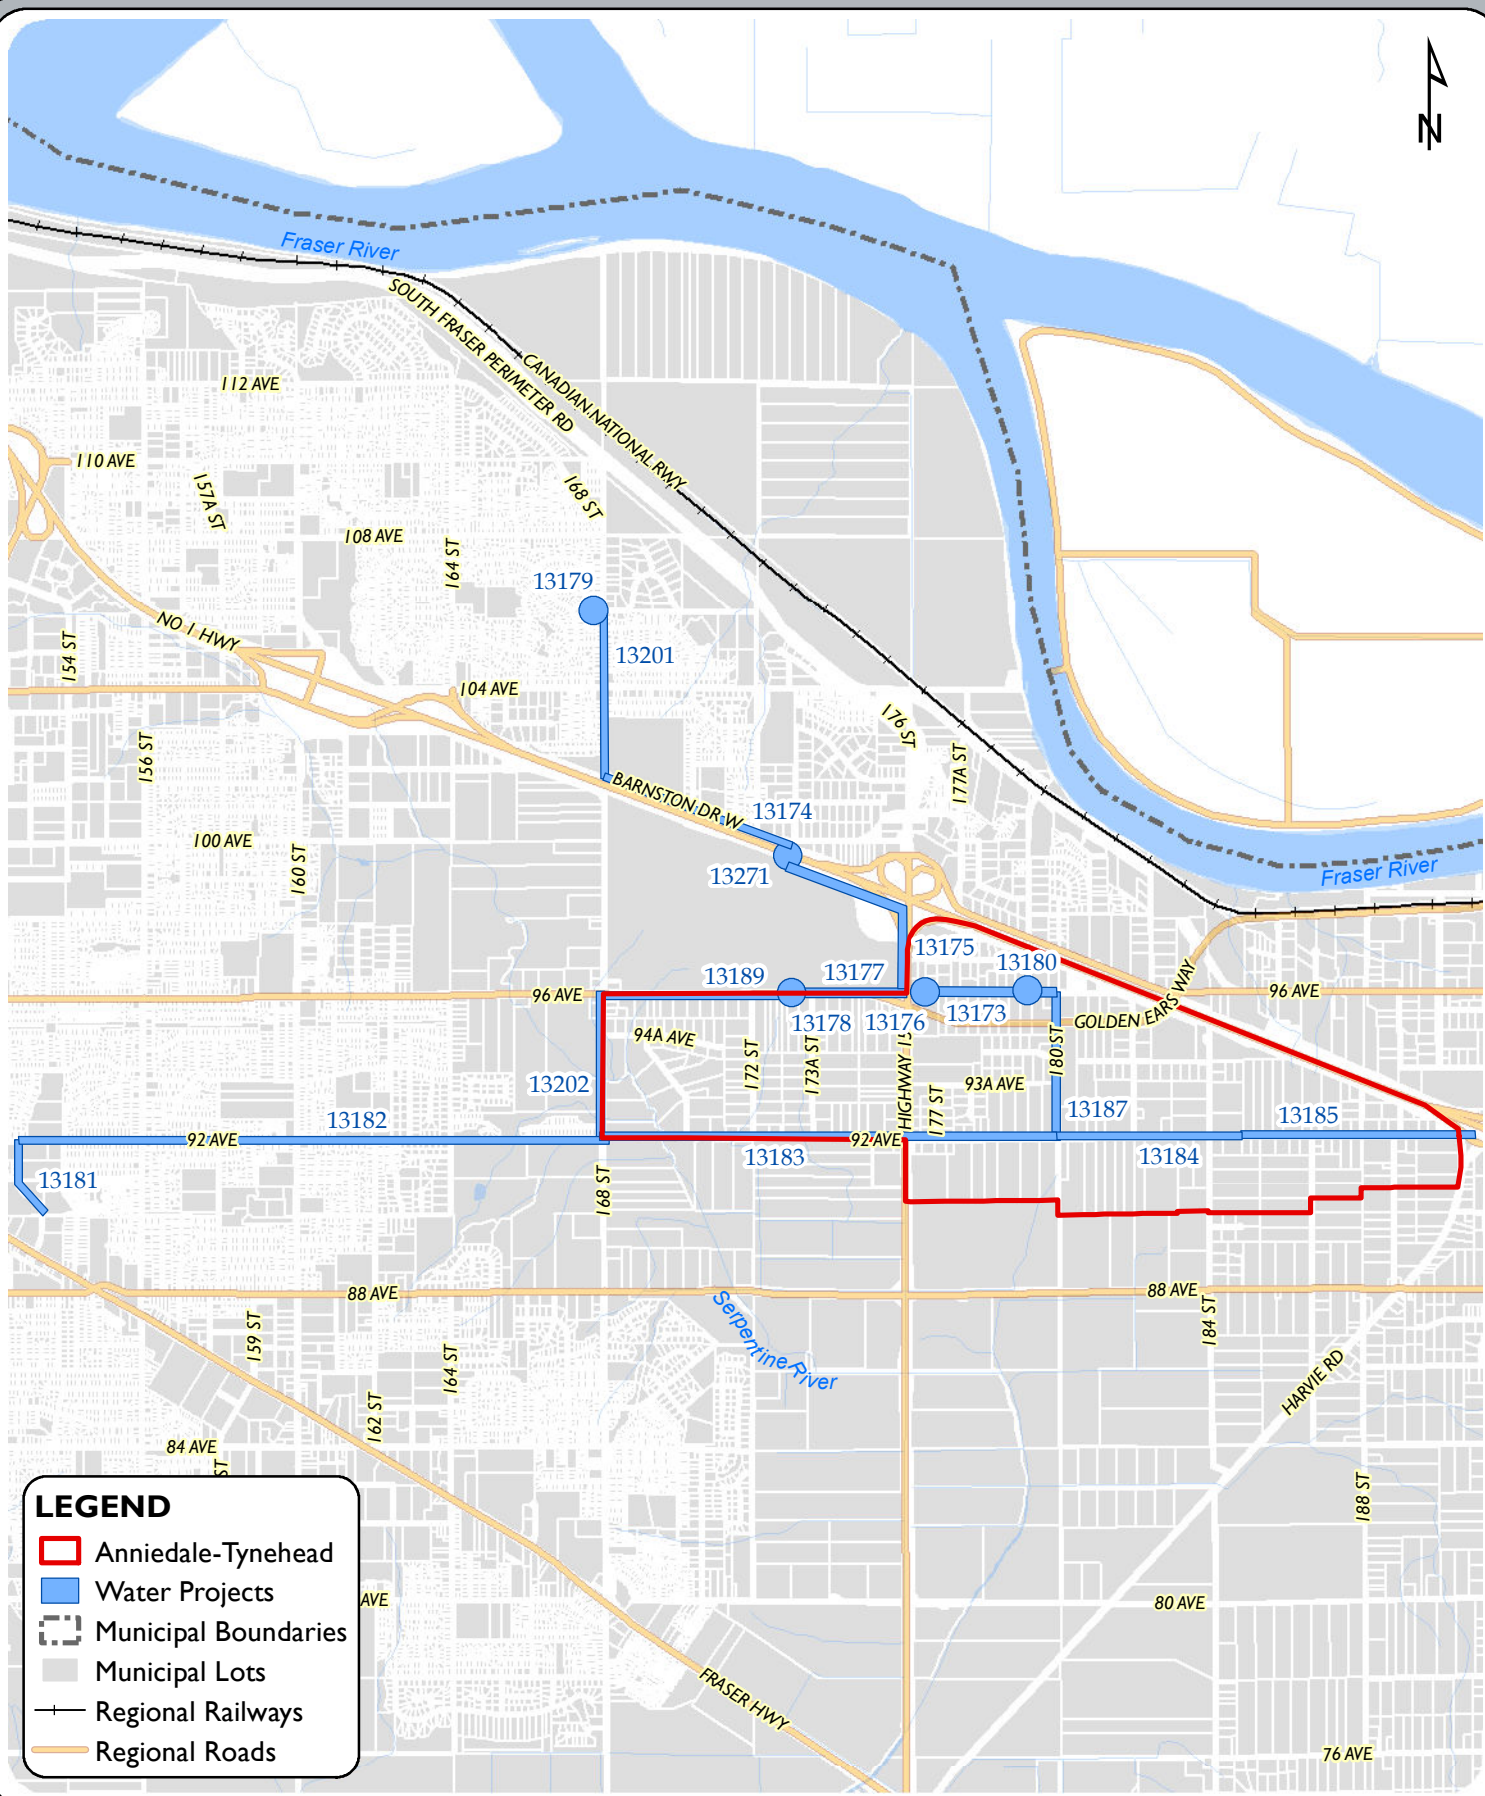 N
Fraser River
SOUTH FRASER PERIMETER RD
CANADIAN NATIONAL RWY
112 AVE
110 AVE
157A ST
168 ST
108 AVE
164 ST
13179
NO 1 HWY
154 ST
13201
104 AVE
176 ST
156 ST
177A ST
BARNSTON DR W
13174
100 AVE
160 ST
13271
Fraser River
13175
13180
13189
13177
96 AVE
96 AVE
GOLDEN EARS WAY
13178
13176
13173
94A AVE
172 ST
173A ST
HIGHWAY 15
180 ST
13202
93A AVE
177 ST
13187
13185
13182
92 AVE
92 AVE
13183
13184
13181
168 ST
88 AVE
88 AVE
Serpentine River
159 ST
184 ST
164 ST
HARVIE RD
162 ST
84 AVE
ST
188 ST
LEGEND
Anniedale-Tynehead
Water Projects
Municipal Boundaries
Municipal Lots
Regional Railways
Regional Roads
AVE
80 AVE
FRASER HWY
76 AVE